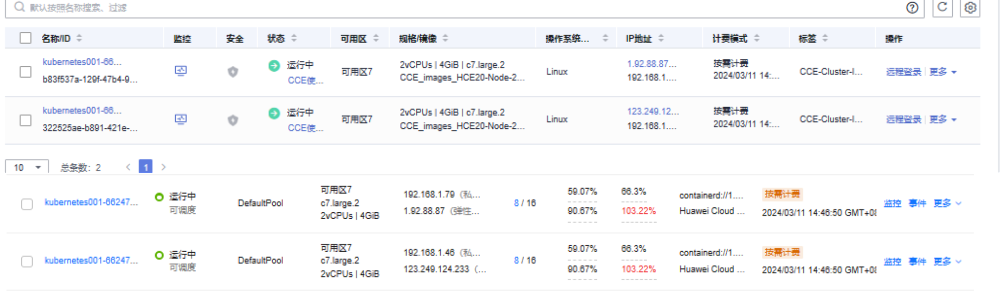 默认按照名称搜索、过滤
名称/ID 监控 安全 状态 可用区 规格/镜像 操作系统... IP地址 计费模式 标签 操作
kubernetes001-66...
b83f537a-129f-47b4-9...
运行中
CCE使...
可用区7
2vCPUs | 4GiB | c7.large.2
CCE_images_HCE20-Node-2...
Linux
1.92.88.87...
192.168.1....
按需计费
2024/03/11 14:...
CCE-Cluster-I...
远程登录 更多
kubernetes001-66...
322525ae-b891-421e-...
运行中
CCE使...
可用区7
2vCPUs | 4GiB | c7.large.2
CCE_images_HCE20-Node-2...
Linux
123.249.12...
192.168.1....
按需计费
2024/03/11 14:...
CCE-Cluster-I...
远程登录 更多
10 总条数: 2 < 1 >
kubernetes001-66247...
运行中
可调度
DefaultPool
可用区7
c7.large.2
2vCPUs | 4GiB
192.168.1.79（私...
1.92.88.87（弹性...
8 / 16
59.07%
90.67%
66.3%
103.22%
containerd://1....
Huawei Cloud ...
按需计费
2024/03/11 14:46:50 GMT+08
监控 事件 更多
kubernetes001-66247...
运行中
可调度
DefaultPool
可用区7
c7.large.2
2vCPUs | 4GiB
192.168.1.46（私...
123.249.124.233（...
8 / 16
59.07%
90.67%
66.3%
103.22%
containerd://1....
Huawei Cloud ...
按需计费
2024/03/11 14:46:50 GMT+08
监控 事件 更多